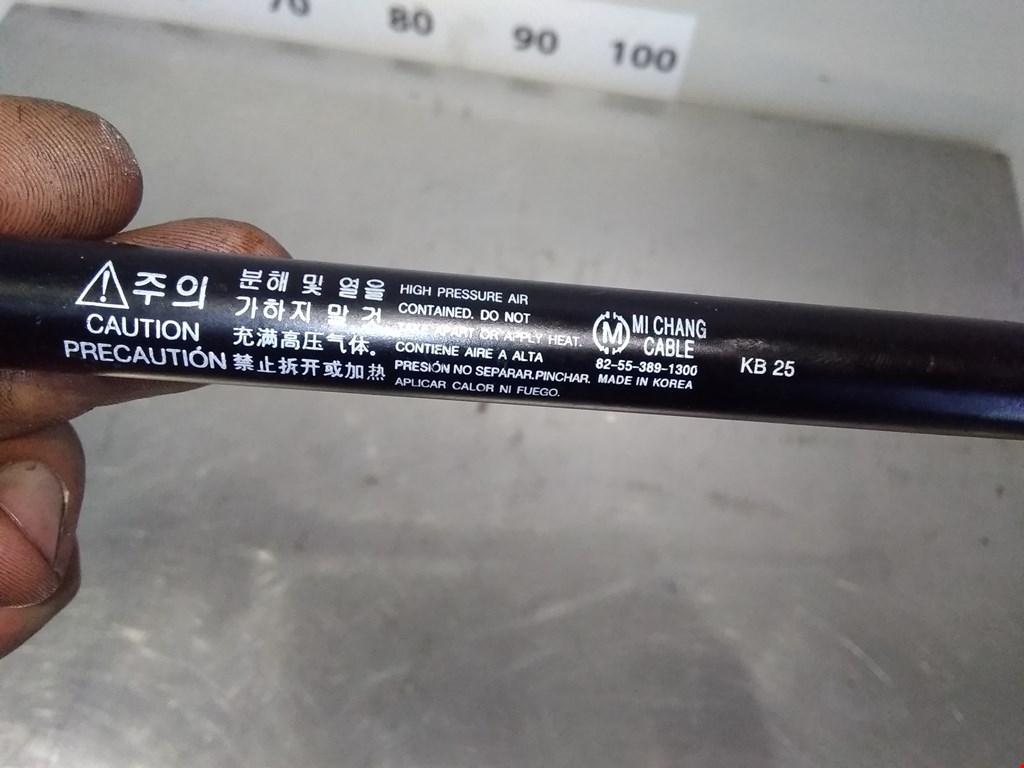 70 80 90 100
주의
CAUTION
PRECAUTIÓN
분해 및 열을
가하지 말 것
充满高压气体.
禁止拆开或加热
HIGH PRESSURE AIR
CONTAINED. DO NOT
TAKE APART OR APPLY HEAT.
CONTIENE AIRE A ALTA
PRESIÓN NO SEPARAR.PINCHAR.
APLICAR CALOR NI FUEGO.
M
MI CHANG
CABLE
82-55-389-1300
MADE IN KOREA
KB 25